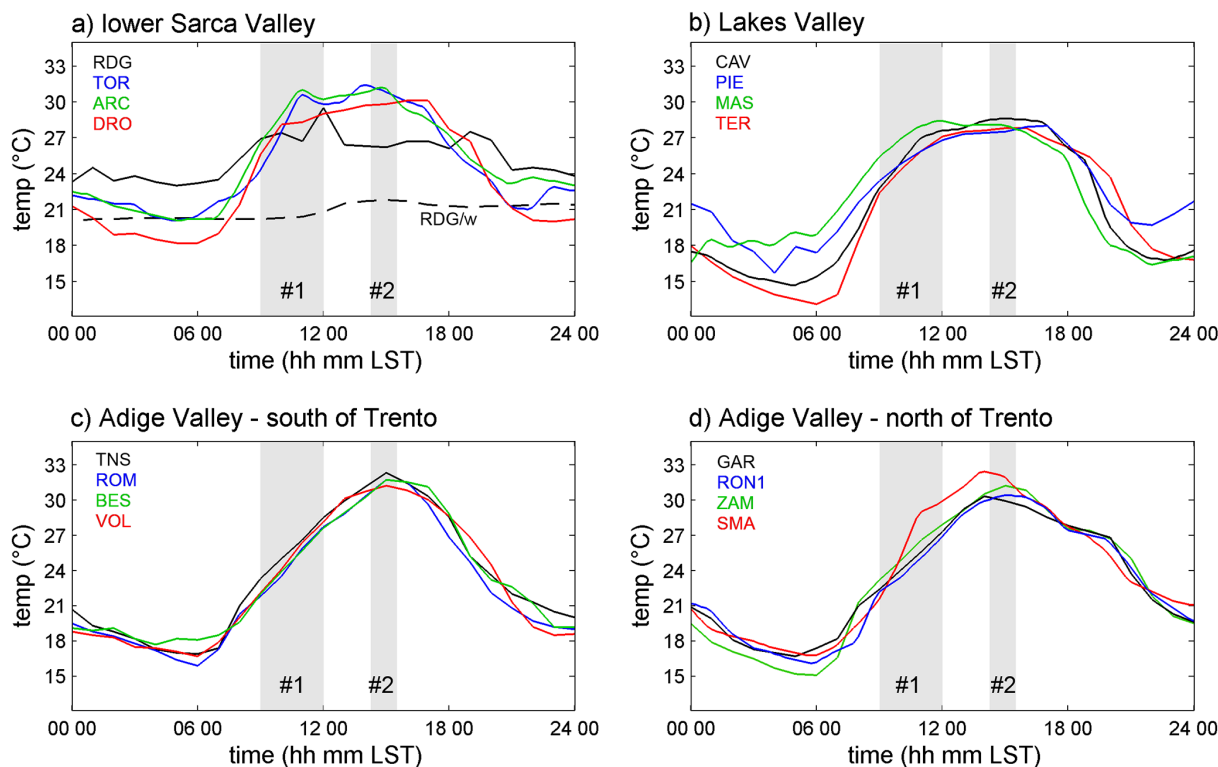 a) lower Sarca Valley
33
30
27
24
21
18
15
temp (°C)
RDG
TOR
ARC
DRO
RDG/w
#1
#2
00 00
06 00
12 00
18 00
24 00
time (hh mm LST)
b) Lakes Valley
33
30
27
24
21
18
15
temp (°C)
CAV
PIE
MAS
TER
#1
#2
00 00
06 00
12 00
18 00
24 00
time (hh mm LST)
c) Adige Valley - south of Trento
33
30
27
24
21
18
15
temp (°C)
TNS
ROM
BES
VOL
#1
#2
00 00
06 00
12 00
18 00
24 00
time (hh mm LST)
d) Adige Valley - north of Trento
33
30
27
24
21
18
15
temp (°C)
GAR
RON1
ZAM
SMA
#1
#2
00 00
06 00
12 00
18 00
24 00
time (hh mm LST)